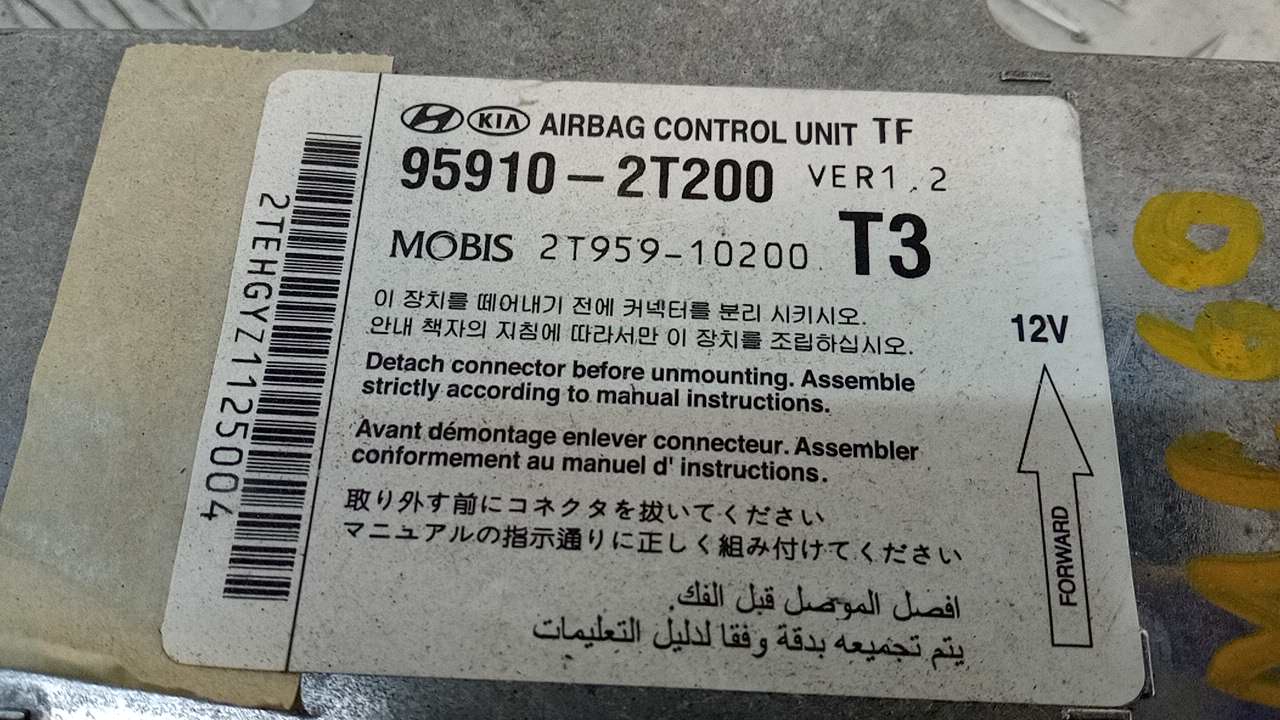 KIA AIRBAG CONTROL UNIT TF
95910-2T200 VER1.2
MOBIS 2T959-10200 T3
이 장치를 떼어내기 전에 커넥터를 분리 시키시오.
안내 책자의 지침에 따라서만 이 장치를 조립하십시오.
Detach connector before unmounting. Assemble
strictly according to manual instructions.
Avant démontage enlever connecteur. Assembler
conformement au manuel d' instructions.
取り外す前にコネクタを抜いてください
マニュアルの指示通りに正しく組み付けてください
افصل الموصل قبل الفك.
يتم تجميعه بدقة وفقا لدليل التعليمات
12V
FORWARD
2TEHGYZ1125004